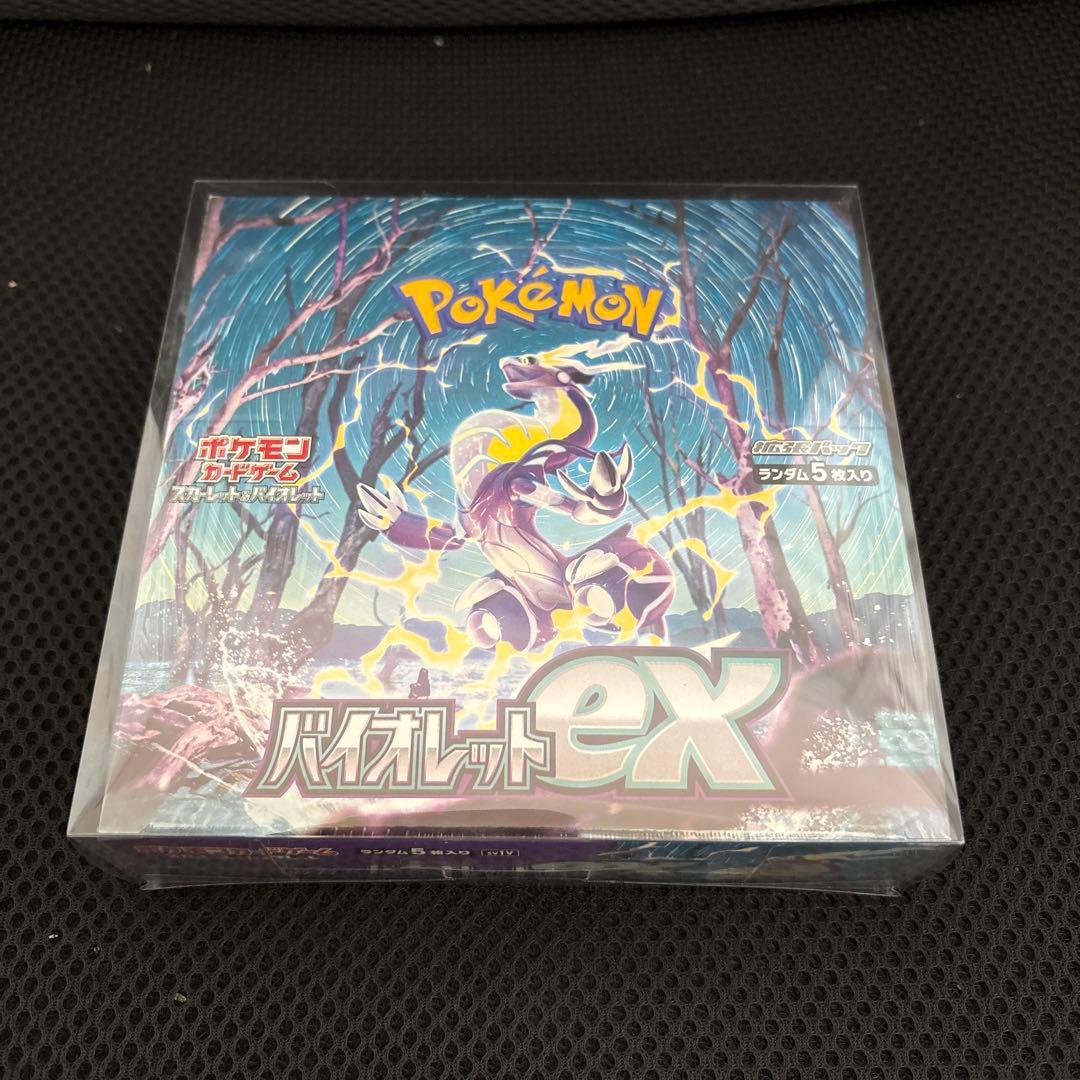 POKéMON
ポケモン
カードゲーム
スカーレット&バイオレット
拡張パック
ランダム5枚入り
バイオレットex
ランダム5枚入り sv1V